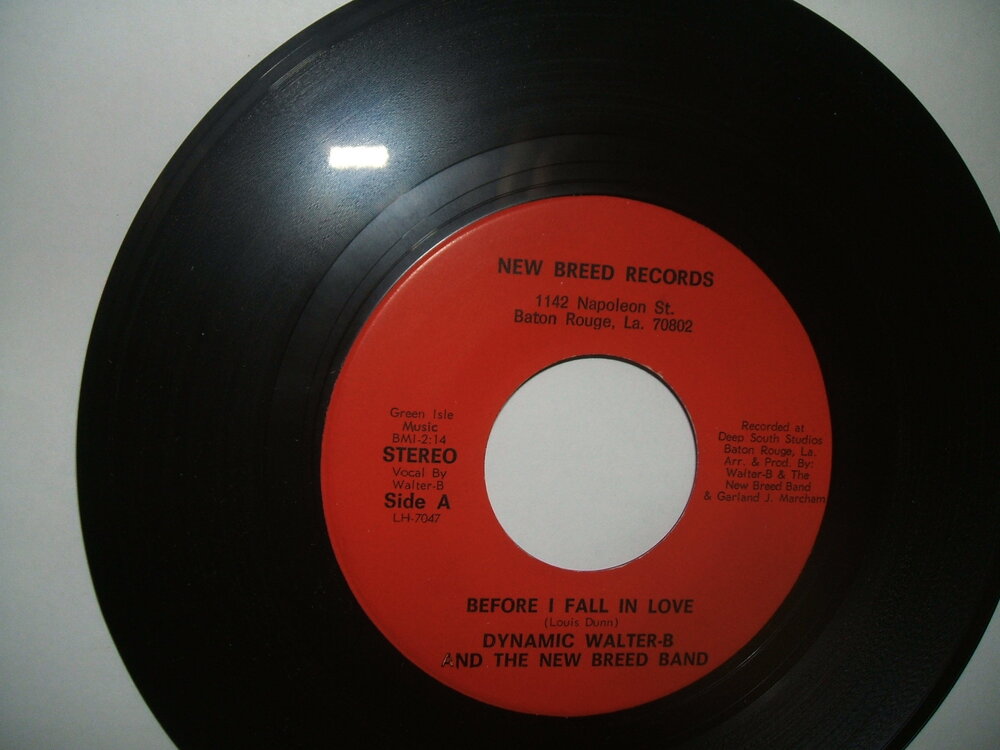 NEW BREED RECORDS
1142 Napoleon St.
Baton Rouge, La. 70802
Green Isle
Music
BMI-2:14
STEREO
Vocal By
Walter-B
Side A
LH-7047
Recorded at
Deep South Studios
Baton Rouge, La.
Arr. & Prod. By:
Walter-B & The
New Breed Band
& Garland J. Marcham
BEFORE I FALL IN LOVE
(Louis Dunn)
DYNAMIC WALTER-B
AND THE NEW BREED BAND